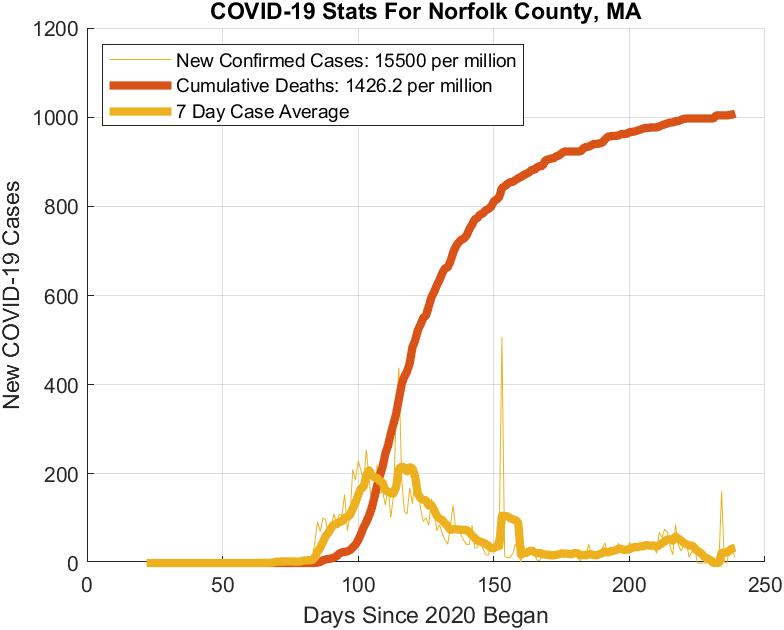 COVID-19 Stats For Norfolk County, MA
1200
New Confirmed Cases: 15500 per million
Cumulative Deaths: 1426.2 per million
7 Day Case Average
1000
800
600
400
200
0
New COVID-19 Cases
0 50 100 150 200 250
Days Since 2020 Began